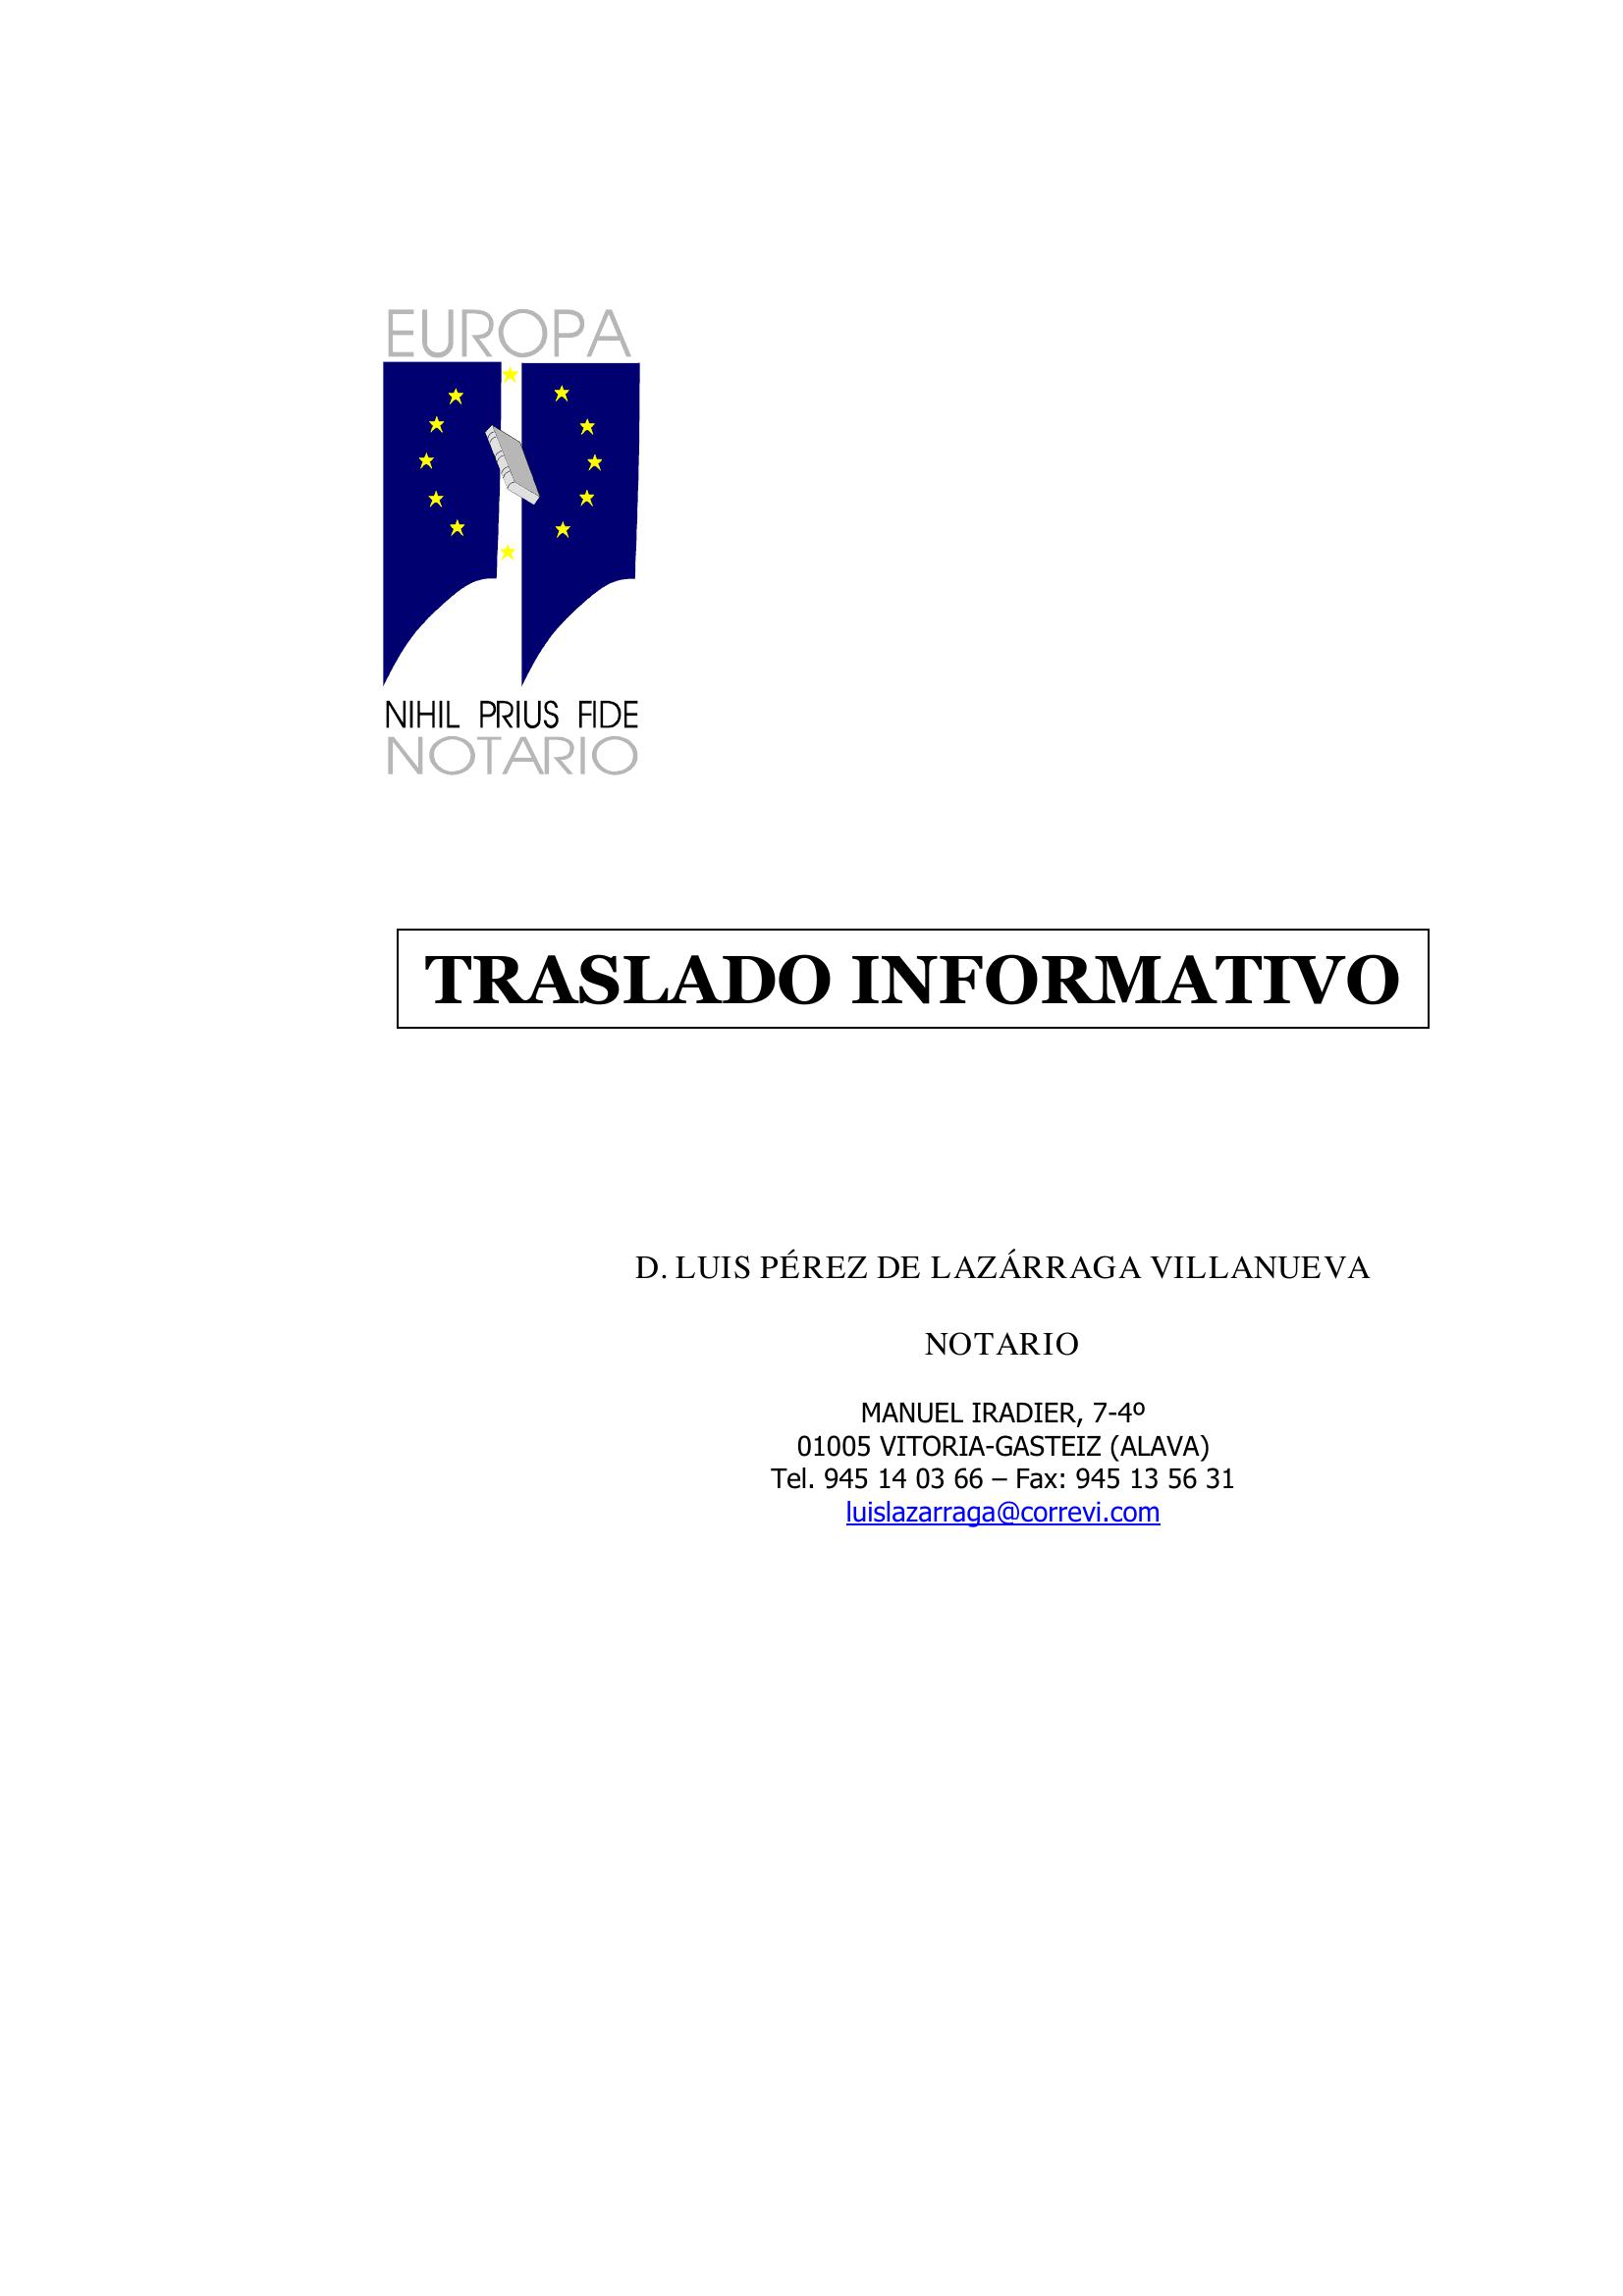 EUROPA
NIHIL PRIUS FIDE
NOTARIO
TRASLADO INFORMATIVO
D. LUIS PÉREZ DE LAZÁRRAGA VILLANUEVA
NOTARIO
MANUEL IRADIER, 7-4º
01005 VITORIA-GASTEIZ (ALAVA)
Tel. 945 14 03 66 – Fax: 945 13 56 31
luislazarraga@correvi.com